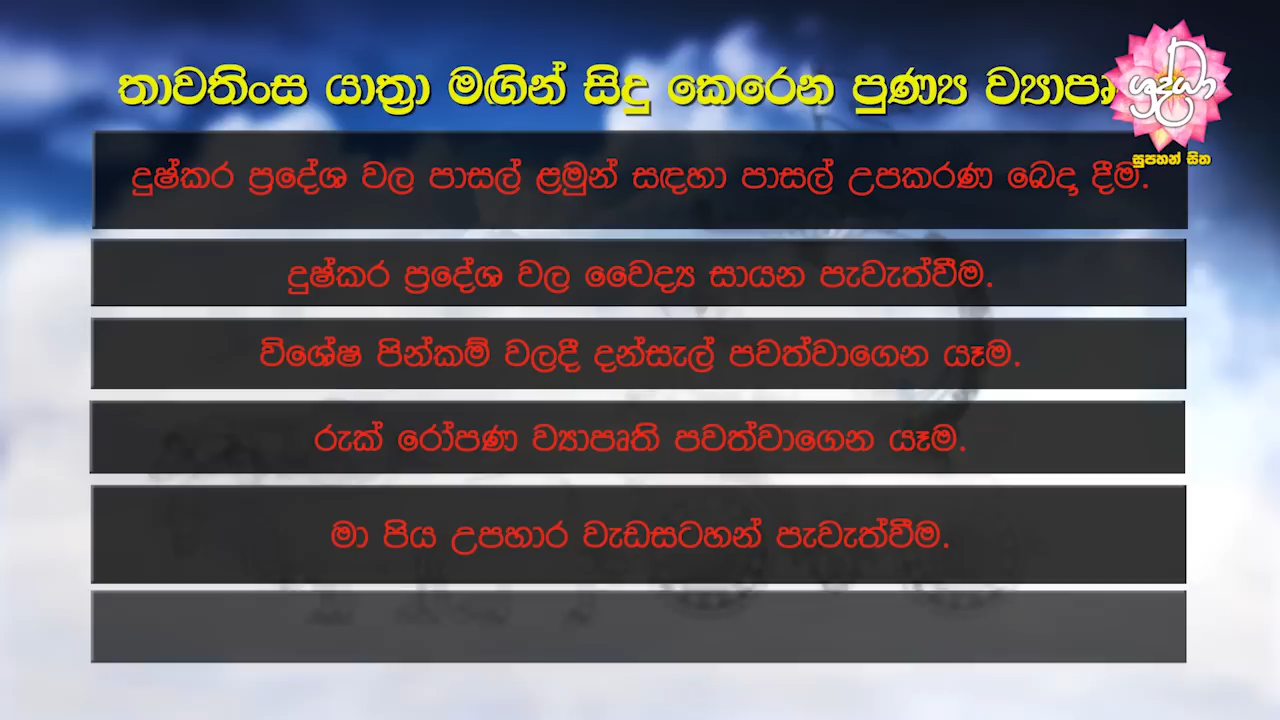 තාවතිංස යාත්‍රා මඟින් සිදු කෙරෙන පුණ්‍ය ව්‍යාපෘ
ශ්‍රද්ධා
සුපහන් සිත
දුෂ්කර ප්‍රදේශ වල පාසල් ළමුන් සඳහා පාසල් උපකරණ බෙදා දීම.
දුෂ්කර ප්‍රදේශ වල වෛද්‍ය සායන පැවැත්වීම.
විශේෂ පින්කම් වලදී දන්සැල් පවත්වාගෙන යෑම.
රුක් රෝපණ ව්‍යාපෘති පවත්වාගෙන යෑම.
මා පිය උපහාර වැඩසටහන් පැවැත්වීම.